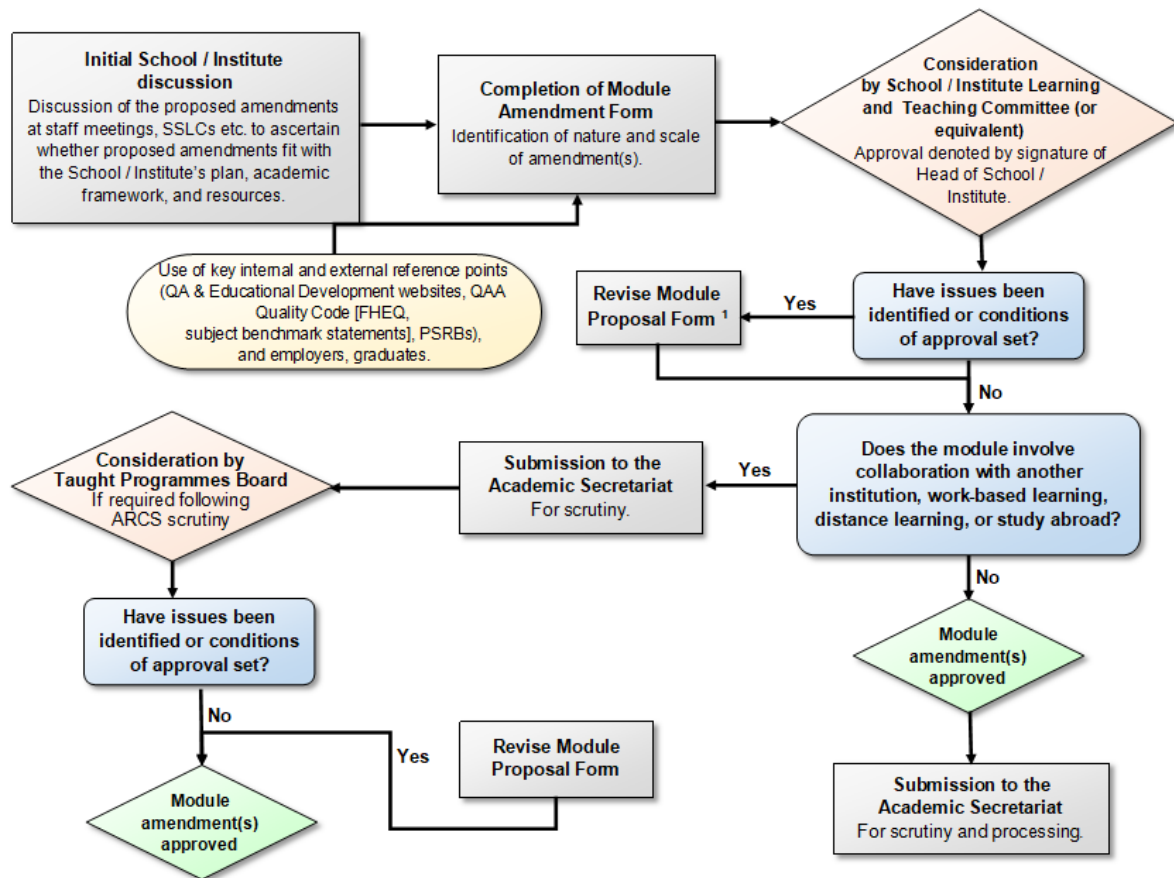 Initial School / Institute
discussion
Discussion of the proposed amendments
at staff meetings, SSLCs etc. to ascertain
whether proposed amendments fit with
the School / Institute's plan, academic
framework, and resources.
Completion of Module
Amendment Form
Identification of nature and scale
of amendment(s).
Consideration
by School / Institute Learning
and Teaching Committee (or
equivalent)
Approval denoted by signature of
Head of School /
Institute.
Use of key internal and external reference points
(QA & Educational Development websites, QAA
Quality Code [FHEQ,
subject benchmark statements], PSRBs),
and employers, graduates.
Revise Module
Proposal Form 1
Yes
Have issues been
identified or conditions
of approval set?
No
Does the module involve
collaboration with another
institution, work-based learning,
distance learning, or study abroad?
Yes
Submission to the
Academic Secretariat
For scrutiny.
Consideration by
Taught Programmes Board
If required following
ARCS scrutiny
Have issues been
identified or conditions
of approval set?
No
Yes
Revise Module
Proposal Form
Module
amendment(s)
approved
No
Module
amendment(s)
approved
Submission to the
Academic Secretariat
For scrutiny and processing.